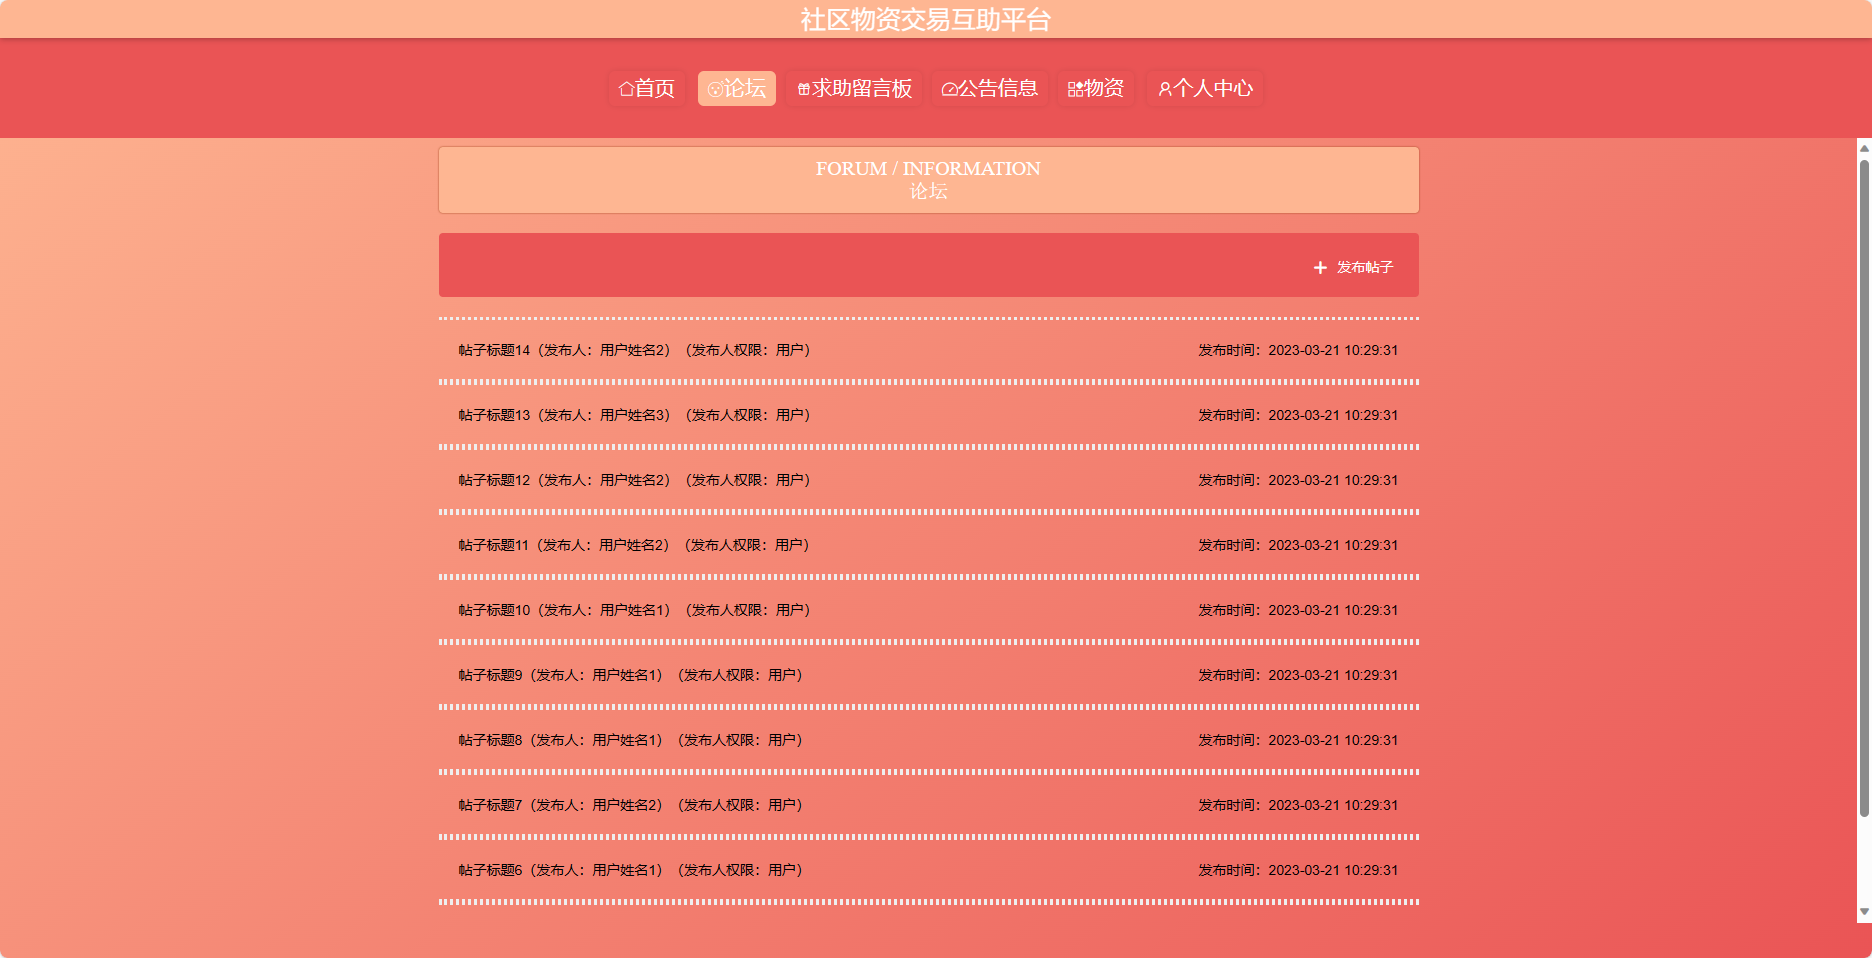 社区物资交易互助平台
首页 论坛 求助留言板 公告信息 物资 个人中心
FORUM / INFORMATION
论坛
发布帖子
帖子标题14（发布人：用户姓名2）（发布人权限：用户） 发布时间：2023-03-21 10:29:31
帖子标题13（发布人：用户姓名3）（发布人权限：用户） 发布时间：2023-03-21 10:29:31
帖子标题12（发布人：用户姓名2）（发布人权限：用户） 发布时间：2023-03-21 10:29:31
帖子标题11（发布人：用户姓名2）（发布人权限：用户） 发布时间：2023-03-21 10:29:31
帖子标题10（发布人：用户姓名1）（发布人权限：用户） 发布时间：2023-03-21 10:29:31
帖子标题9（发布人：用户姓名1）（发布人权限：用户） 发布时间：2023-03-21 10:29:31
帖子标题8（发布人：用户姓名1）（发布人权限：用户） 发布时间：2023-03-21 10:29:31
帖子标题7（发布人：用户姓名2）（发布人权限：用户） 发布时间：2023-03-21 10:29:31
帖子标题6（发布人：用户姓名1）（发布人权限：用户） 发布时间：2023-03-21 10:29:31